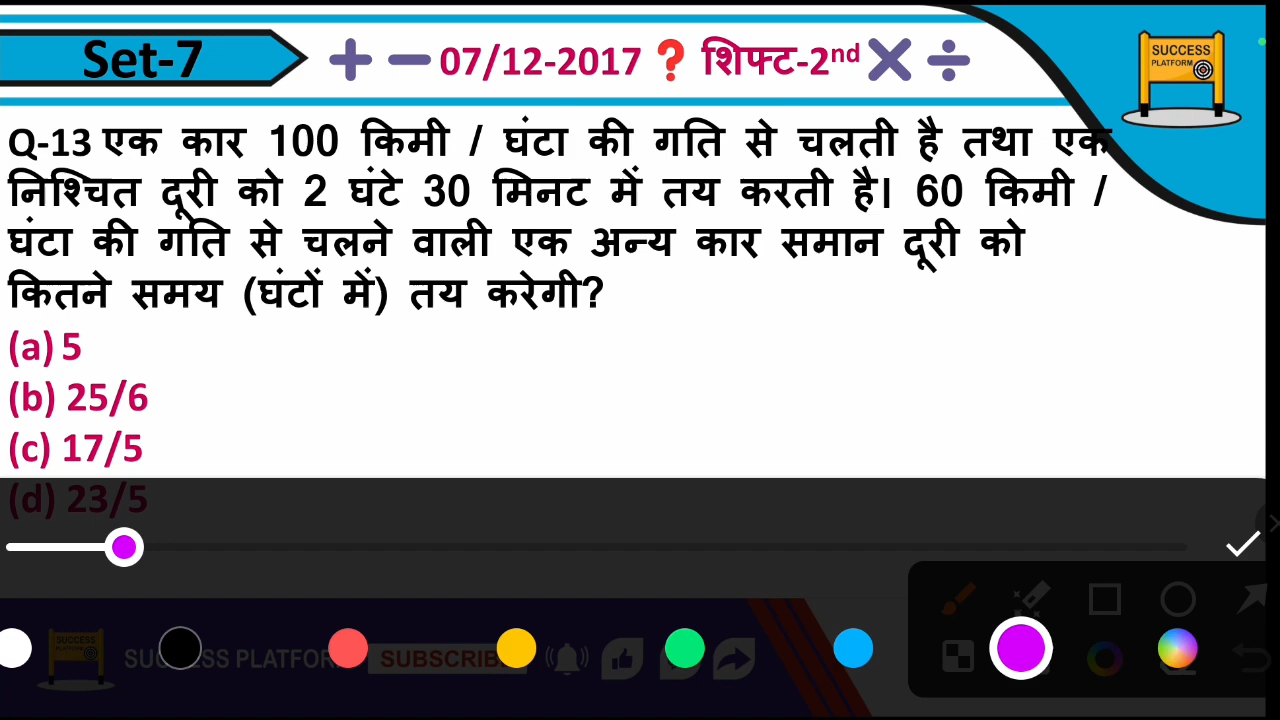 Set-7
07/12-2017❓शिफ्ट-2nd
SUCCESS
PLATFORM
Q-13 एक कार 100 किमी / घंटा की गति से चलती है तथा एक
निश्चित दूरी को 2 घंटे 30 मिनट में तय करती है। 60 किमी /
घंटा की गति से चलने वाली एक अन्य कार समान दूरी को
कितने समय (घंटों में) तय करेगी?
(a) 5
(b) 25/6
(c) 17/5
(d) 23/5
SUCCESS
PLATFORM